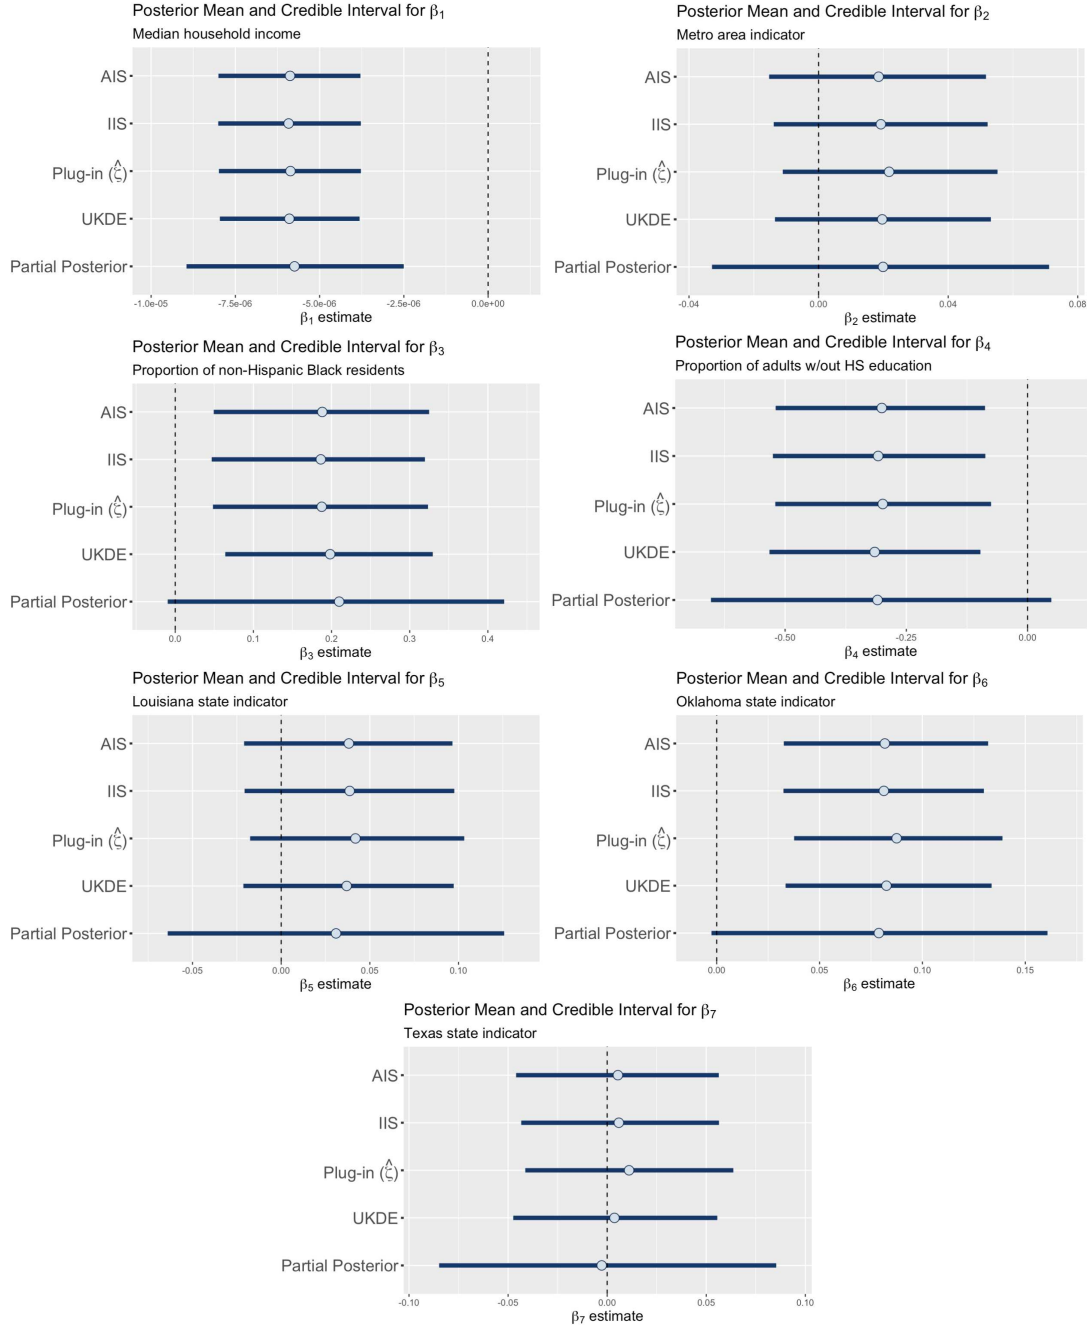 Posterior Mean and Credible Interval for β₁
Median household income
AIS
IIS
Plug-in (ζ̂)
UKDE
Partial Posterior
-1.0e-05 -7.5e-06 -5.0e-06 -2.5e-06 0.0e+00
β₁ estimate
Posterior Mean and Credible Interval for β₂
Metro area indicator
AIS
IIS
Plug-in (ζ̂)
UKDE
Partial Posterior
-0.04 0.00 0.04 0.08
β₂ estimate
Posterior Mean and Credible Interval for β₃
Proportion of non-Hispanic Black residents
AIS
IIS
Plug-in (ζ̂)
UKDE
Partial Posterior
0.0 0.1 0.2 0.3 0.4
β₃ estimate
Posterior Mean and Credible Interval for β₄
Proportion of adults w/out HS education
AIS
IIS
Plug-in (ζ̂)
UKDE
Partial Posterior
-0.50 -0.25 0.00
β₄ estimate
Posterior Mean and Credible Interval for β₅
Louisiana state indicator
AIS
IIS
Plug-in (ζ̂)
UKDE
Partial Posterior
-0.05 0.00 0.05 0.10
β₅ estimate
Posterior Mean and Credible Interval for β₆
Oklahoma state indicator
AIS
IIS
Plug-in (ζ̂)
UKDE
Partial Posterior
0.00 0.05 0.10 0.15
β₆ estimate
Posterior Mean and Credible Interval for β₇
Texas state indicator
AIS
IIS
Plug-in (ζ̂)
UKDE
Partial Posterior
-0.10 -0.05 0.00 0.05 0.10
β₇ estimate